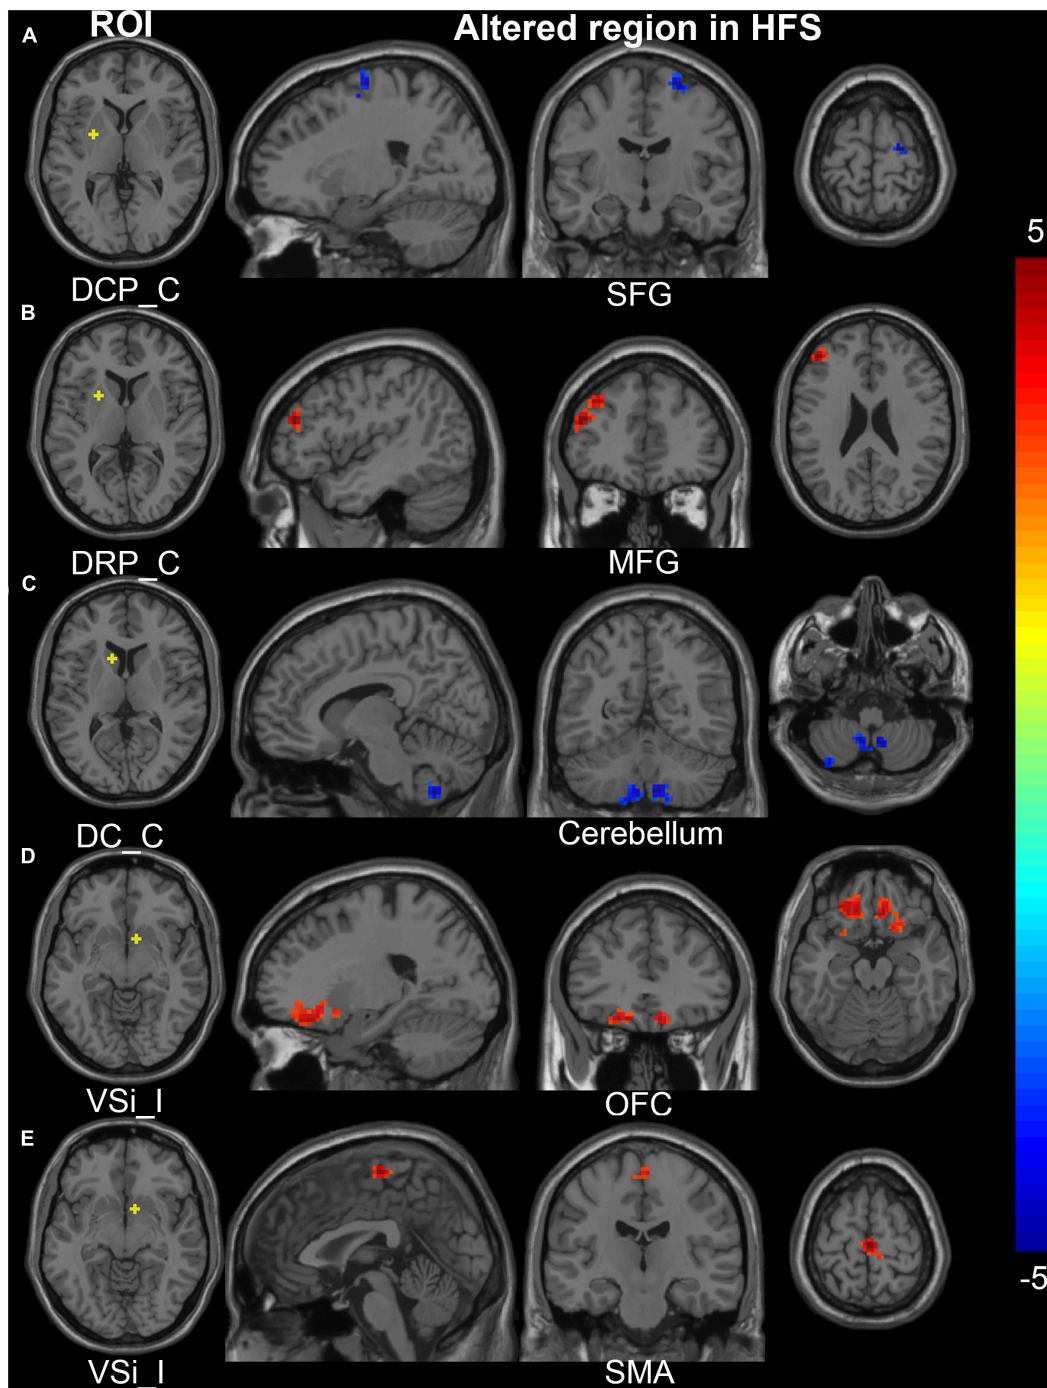 ROI Altered region in HFS
A
5
DCP_C SFG
B
DRP_C MFG
C
DC_C Cerebellum
D
VSi_I OFC
E
-5
VSi_I SMA